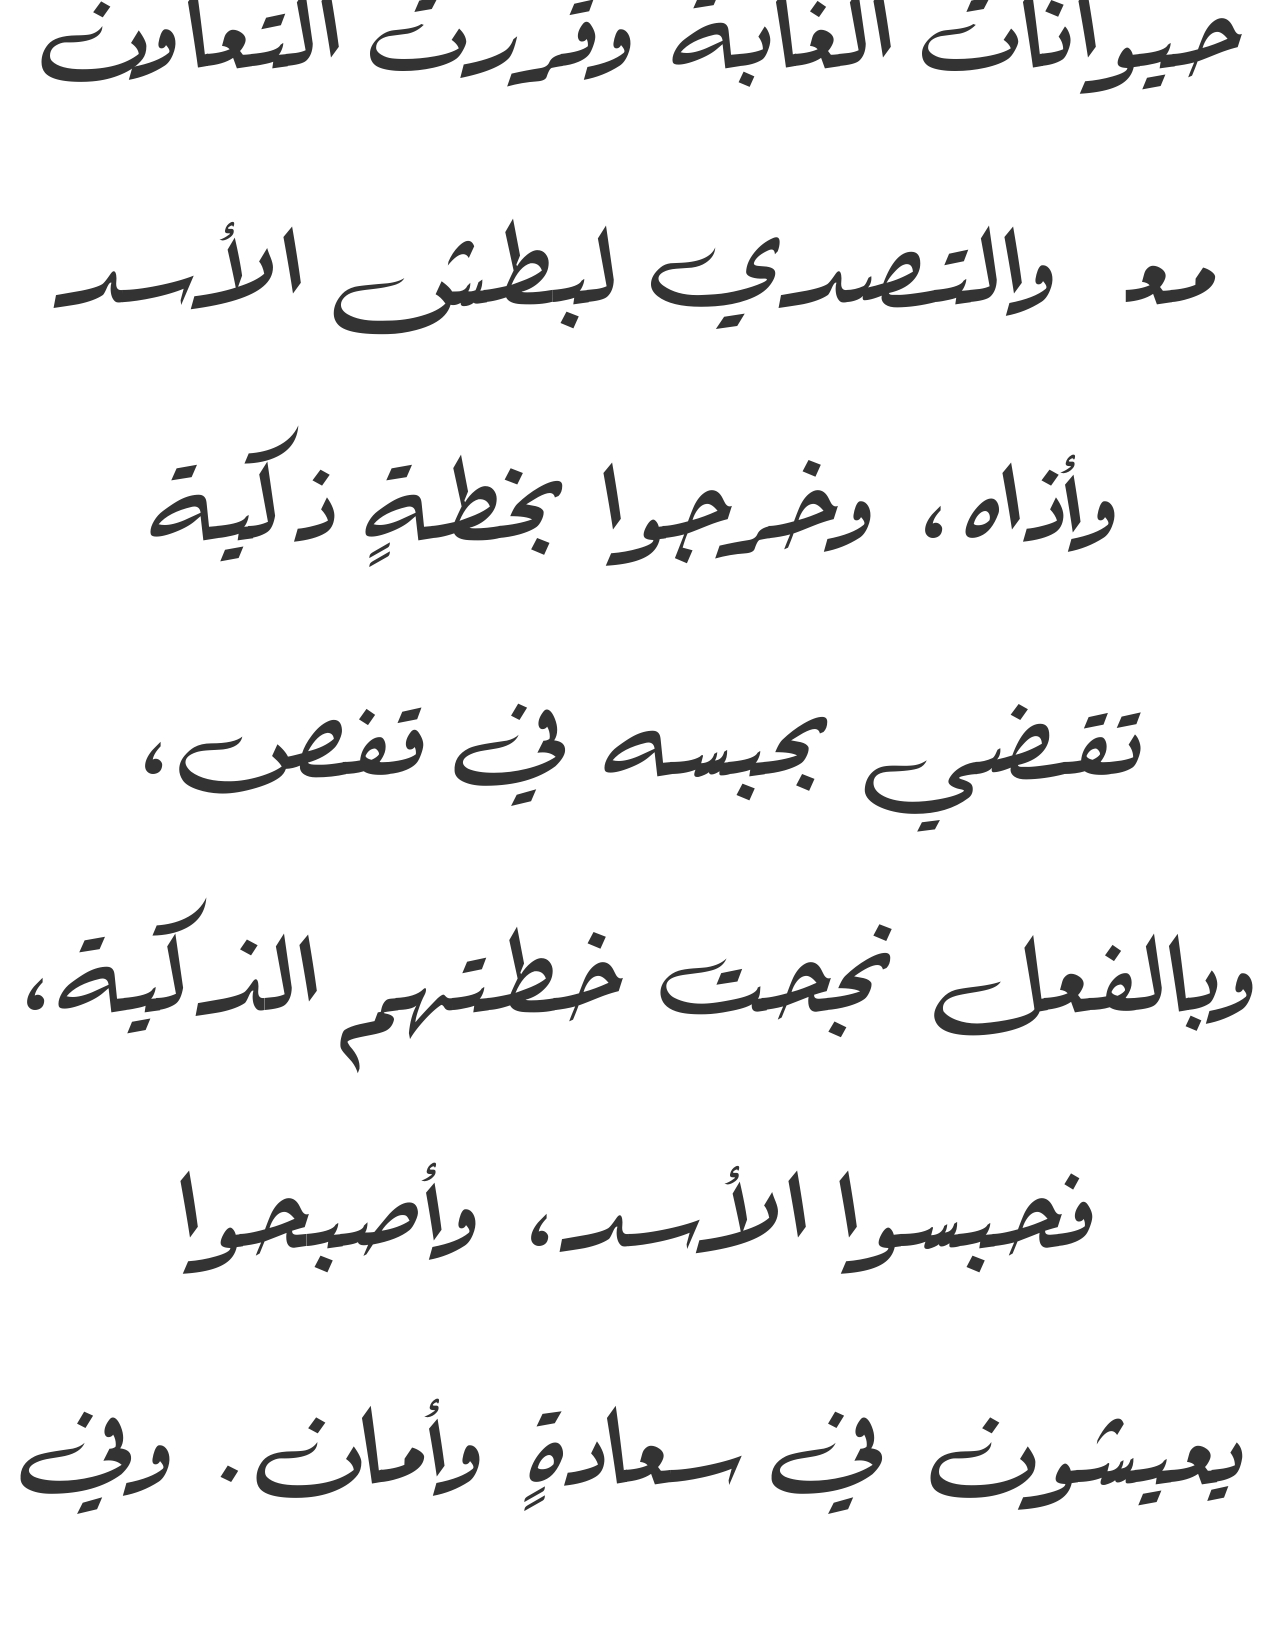 حيوانات الغابة وقررت التعاون
معـ والتصدي لبطش الأسد
وأذاه، وخرجوا بخطةٍ ذكية
تقضي بحبسه في قفص،
وبالفعل نجحت خطتهم الذكية،
فحبسوا الأسد، وأصبحوا
يعيشون في سعادةٍ وأمان. وفي